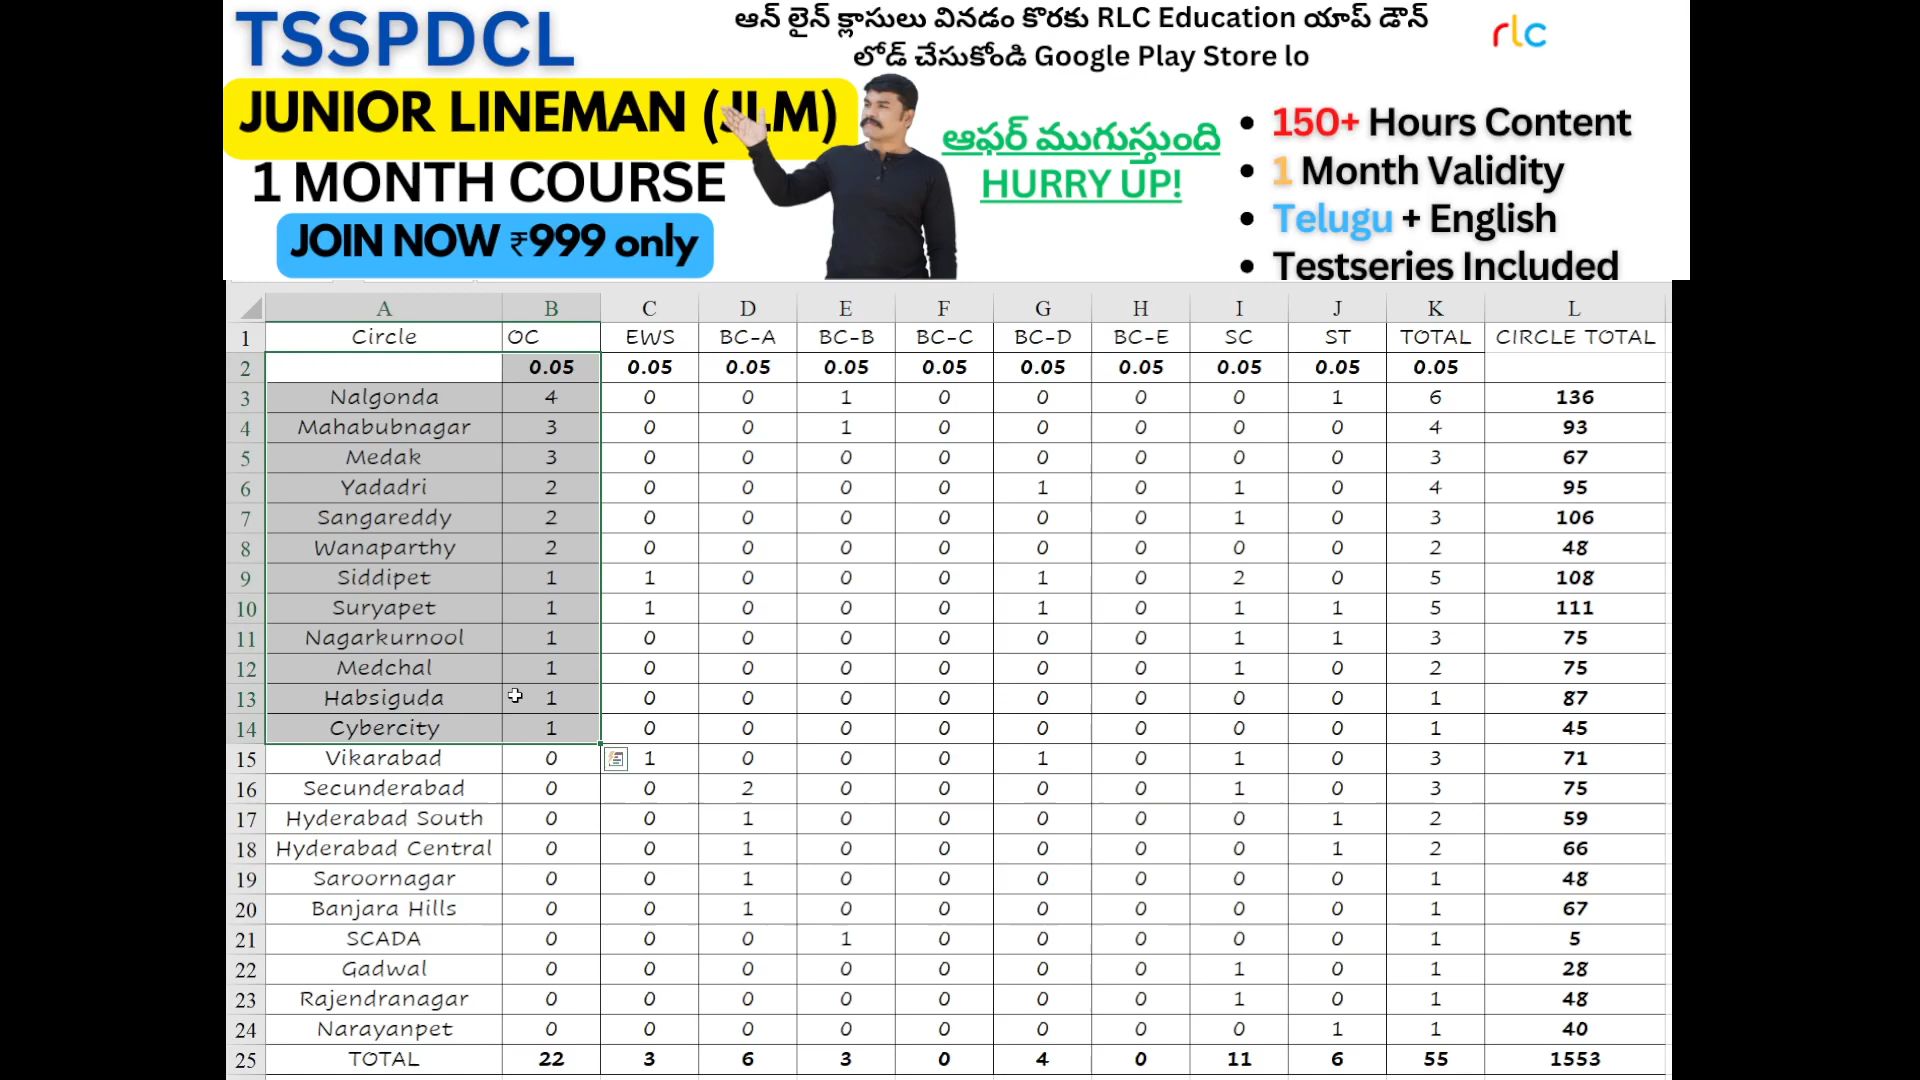 TSSPDCL
JUNIOR LINEMAN (JLM)
1 MONTH COURSE
JOIN NOW ₹999 only
ఆన్ లైన్ క్లాసులు వినడం కొరకు RLC Education యాప్ డౌన్
లోడ్ చేసుకోండి Google Play Store lo
ఆఫర్ ముగుస్తుంది
HURRY UP!
rlc
• 150+ Hours Content
• 1 Month Validity
• Telugu + English
• Testseries Included
A B C D E F G H I J K L
1 Circle OC EWS BC-A BC-B BC-C BC-D BC-E SC ST TOTAL CIRCLE TOTAL
2 0.05 0.05 0.05 0.05 0.05 0.05 0.05 0.05 0.05 0.05
3 Nalgonda 4 0 0 1 0 0 0 0 1 6 136
4 Mahabubnagar 3 0 0 1 0 0 0 0 0 4 93
5 Medak 3 0 0 0 0 0 0 0 0 3 67
6 Yadadri 2 0 0 0 0 1 0 1 0 4 95
7 Sangareddy 2 0 0 0 0 0 0 1 0 3 106
8 Wanaparthy 2 0 0 0 0 0 0 0 0 2 48
9 Siddipet 1 1 0 0 0 1 0 2 0 5 108
10 Suryapet 1 1 0 0 0 1 0 1 1 5 111
11 Nagarkurnool 1 0 0 0 0 0 0 1 1 3 75
12 Medchal 1 0 0 0 0 0 0 1 0 2 75
13 Habsiguda 1 0 0 0 0 0 0 0 0 1 87
14 Cybercity 1 0 0 0 0 0 0 0 0 1 45
15 Vikarabad 0 1 0 0 0 1 0 1 0 3 71
16 Secunderabad 0 0 2 0 0 0 0 1 0 3 75
17 Hyderabad South 0 0 1 0 0 0 0 0 1 2 59
18 Hyderabad Central 0 0 1 0 0 0 0 0 1 2 66
19 Saroornagar 0 0 1 0 0 0 0 0 0 1 48
20 Banjara Hills 0 0 1 0 0 0 0 0 0 1 67
21 SCADA 0 0 0 1 0 0 0 0 0 1 5
22 Gadwal 0 0 0 0 0 0 0 1 0 1 28
23 Rajendranagar 0 0 0 0 0 0 0 1 0 1 48
24 Narayanpet 0 0 0 0 0 0 0 0 1 1 40
25 TOTAL 22 3 6 3 0 4 0 11 6 55 1553